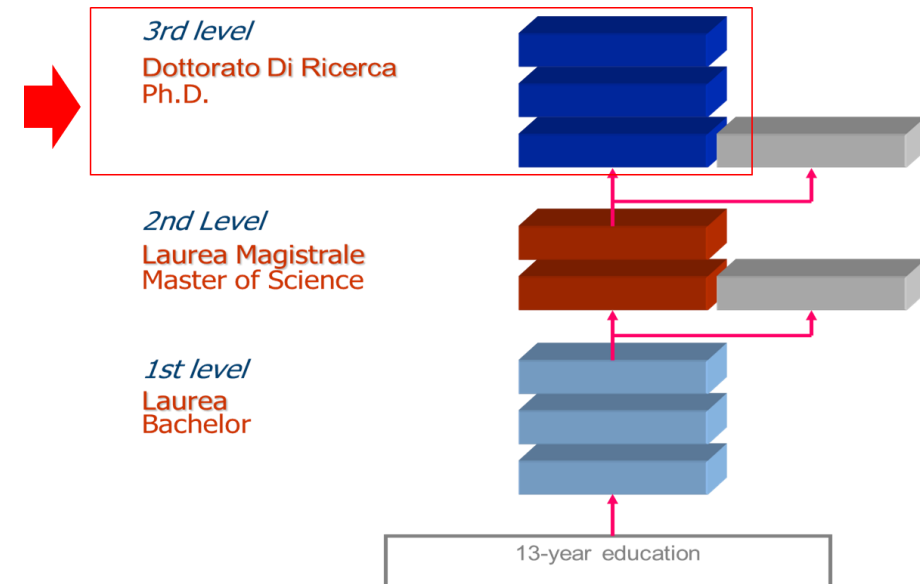 3rd level
Dottorato Di Ricerca
Ph.D.
2nd Level
Laurea Magistrale
Master of Science
1st level
Laurea
Bachelor
13-year education